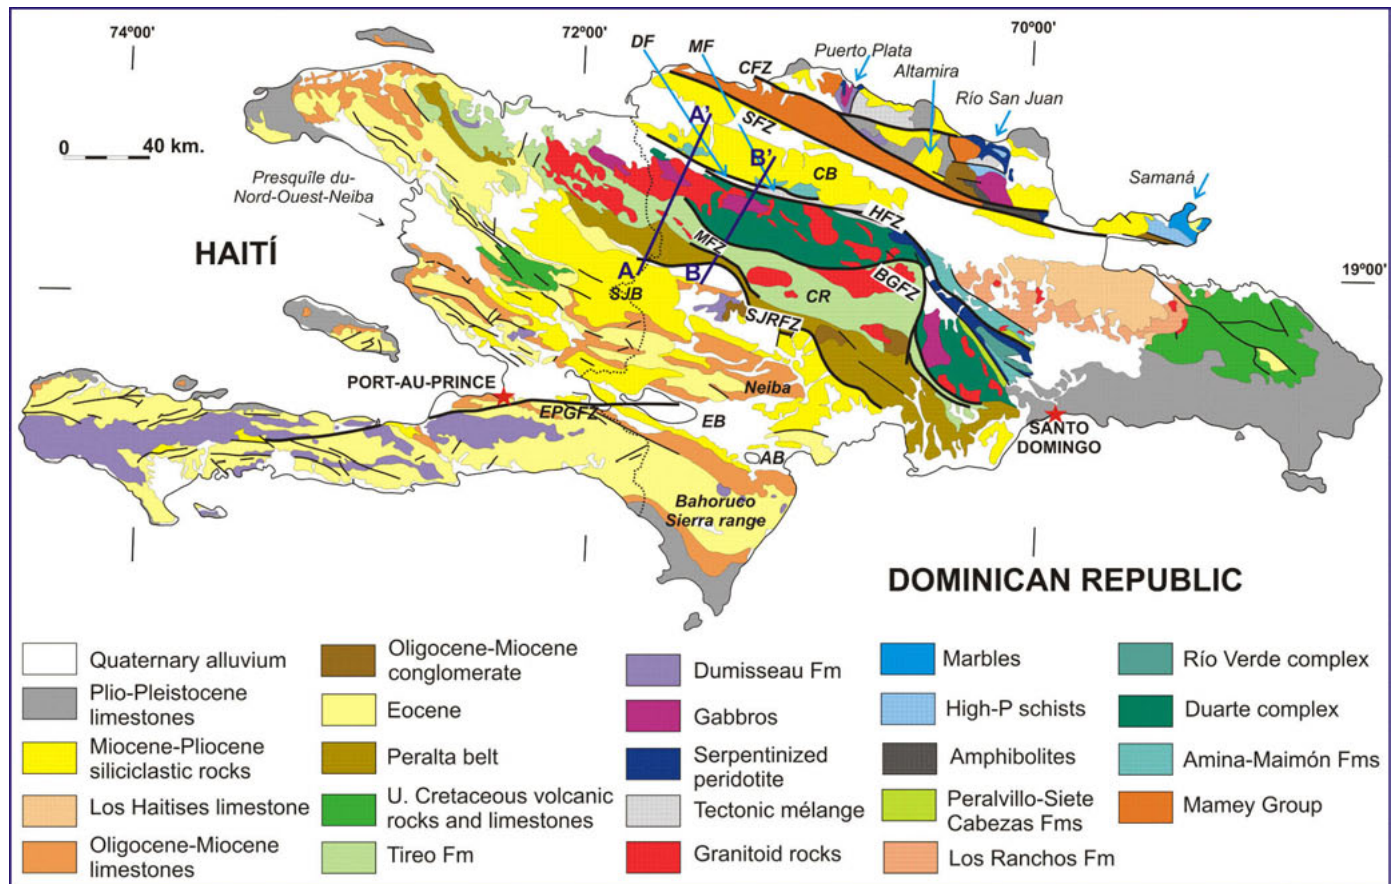 74°00'
72°00'
70°00'
DF
MF
Puerto Plata
CFZ
Altamira
Río San Juan
A'
SFZ
0 40 km.
B'
CB
Presquîle du-
Nord-Ouest-Neiba
Samaná
HFZ
HAITÍ
MFZ
A
B
SJB
BGFZ
CR
19°00'
SJRFZ
PORT-AU-PRINCE
Neiba
EPGFZ
EB
SANTO
DOMINGO
AB
Bahoruco
Sierra range
DOMINICAN REPUBLIC
Quaternary alluvium
Plio-Pleistocene
limestones
Miocene-Pliocene
siliciclastic rocks
Los Haitises limestone
Oligocene-Miocene
limestones
Oligocene-Miocene
conglomerate
Eocene
Peralta belt
U. Cretaceous volcanic
rocks and limestones
Tireo Fm
Dumisseau Fm
Gabbros
Serpentinized
peridotite
Tectonic mélange
Granitoid rocks
Marbles
High-P schists
Amphibolites
Peralvillo-Siete
Cabezas Fms
Los Ranchos Fm
Río Verde complex
Duarte complex
Amina-Maimón Fms
Mamey Group